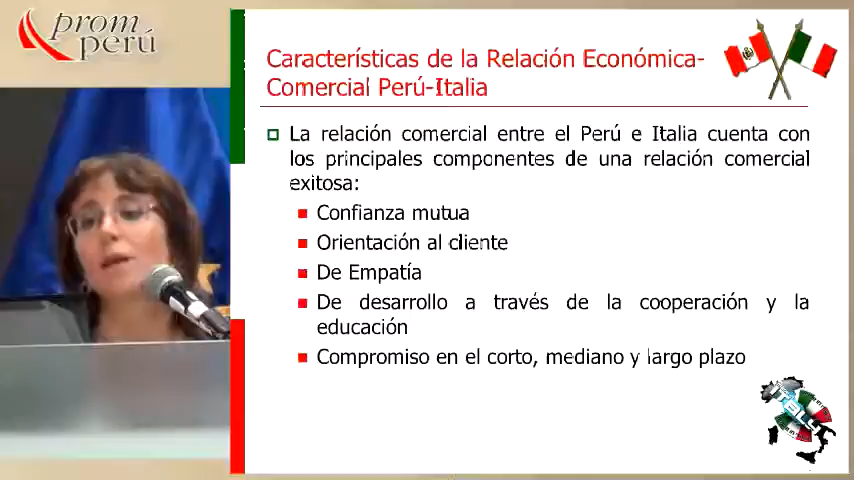 prom
perú
Características de la Relación Económica-
Comercial Perú-Italia
La relación comercial entre el Perú e Italia cuenta con
los principales componentes de una relación comercial
exitosa:
Confianza mutua
Orientación al cliente
De Empatía
De desarrollo a través de la cooperación y la
educación
Compromiso en el corto, mediano y largo plazo